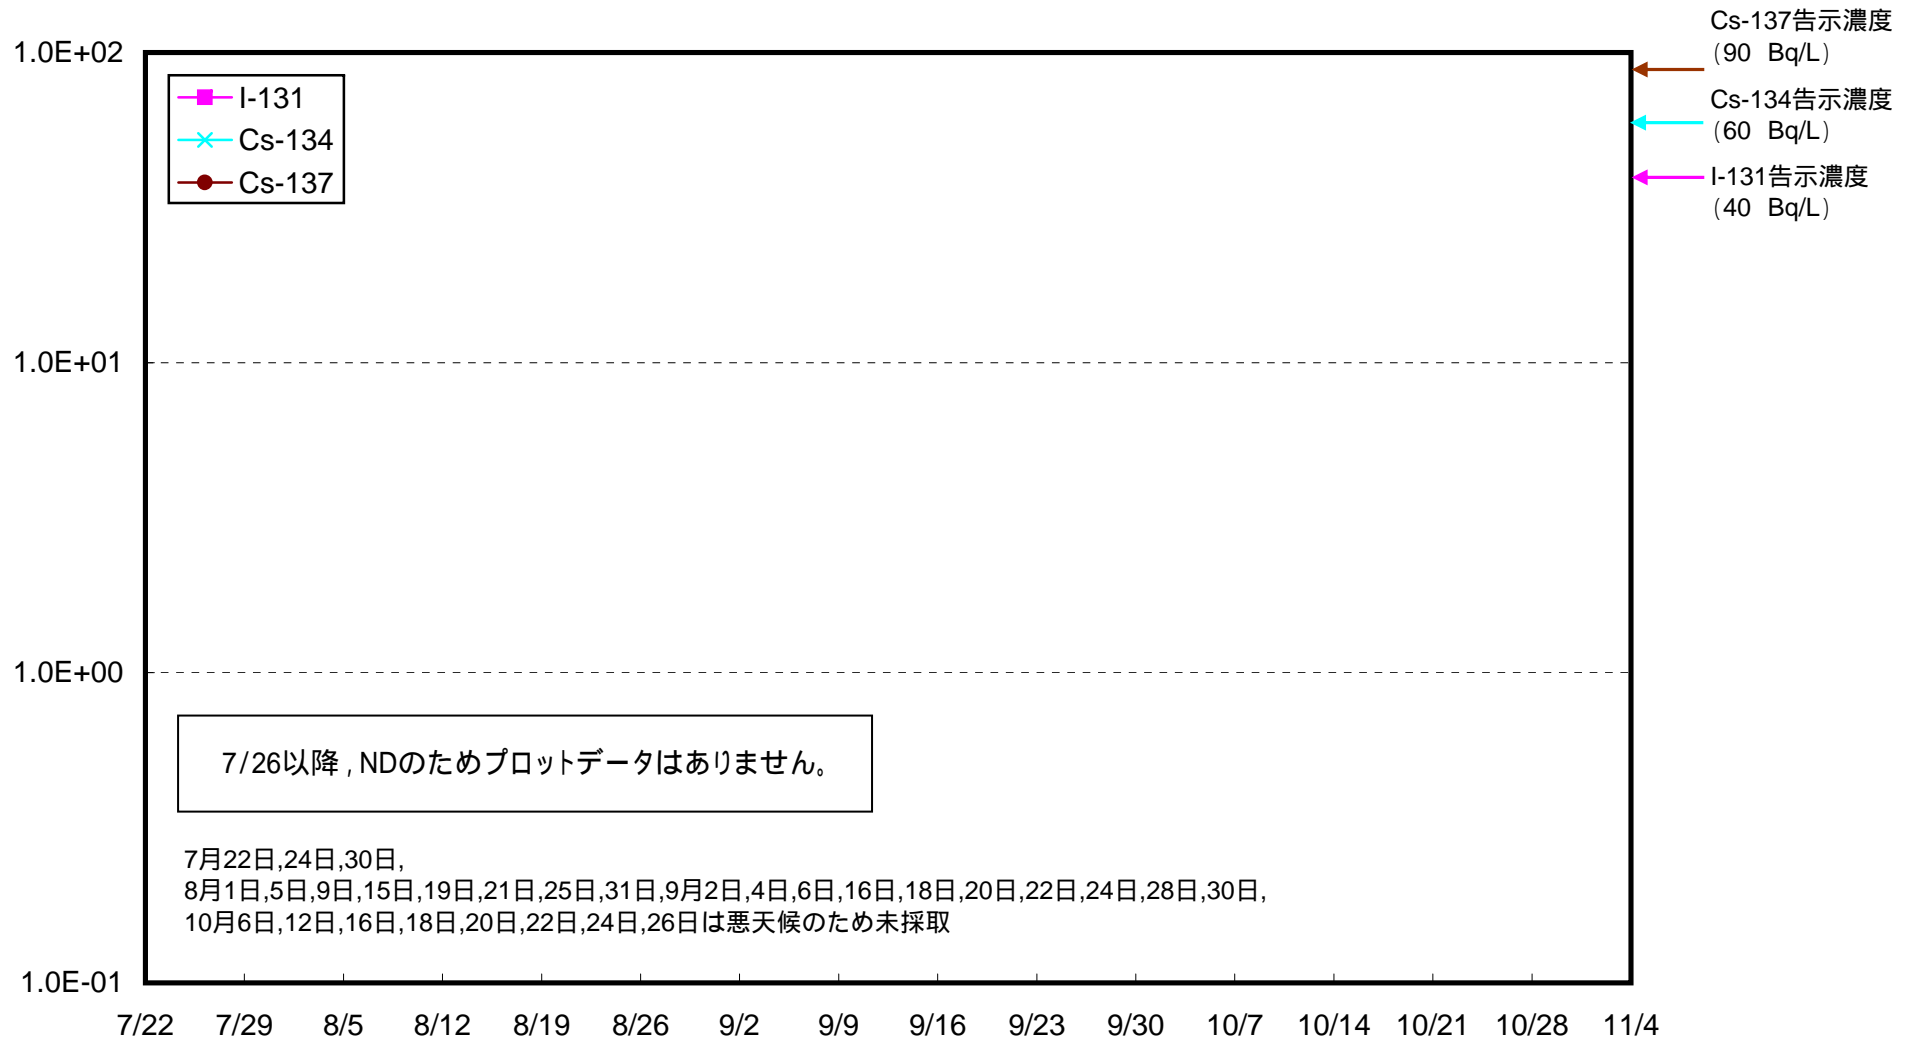 Cs-137告示濃度
(90 Bq/L)
Cs-134告示濃度
(60 Bq/L)
I-131告示濃度
(40 Bq/L)
1.0E+02
1.0E+01
1.0E+00
1.0E-01
I-131
Cs-134
Cs-137
7/26以降,NDのためプロットデータはありません。
7月22日,24日,30日,
8月1日,5日,9日,15日,19日,21日,25日,31日,9月2日,4日,6日,16日,18日,20日,22日,24日,28日,30日,
10月6日,12日,16日,18日,20日,22日,24日,26日は悪天候のため未採取
7/22 7/29 8/5 8/12 8/19 8/26 9/2 9/9 9/16 9/23 9/30 10/7 10/14 10/21 10/28 11/4